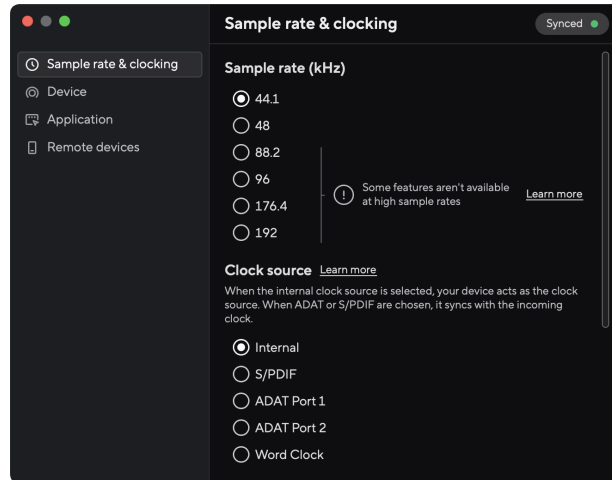 Sample rate & clocking
Synced
Sample rate & clocking
Device
Application
Remote devices
Sample rate (kHz)
44.1
48
88.2
96
176.4
192
Some features aren't available
at high sample rates
Learn more
Clock source Learn more
When the internal clock source is selected, your device acts as the clock
source. When ADAT or S/PDIF are chosen, it syncs with the incoming
clock.
Internal
S/PDIF
ADAT Port 1
ADAT Port 2
Word Clock